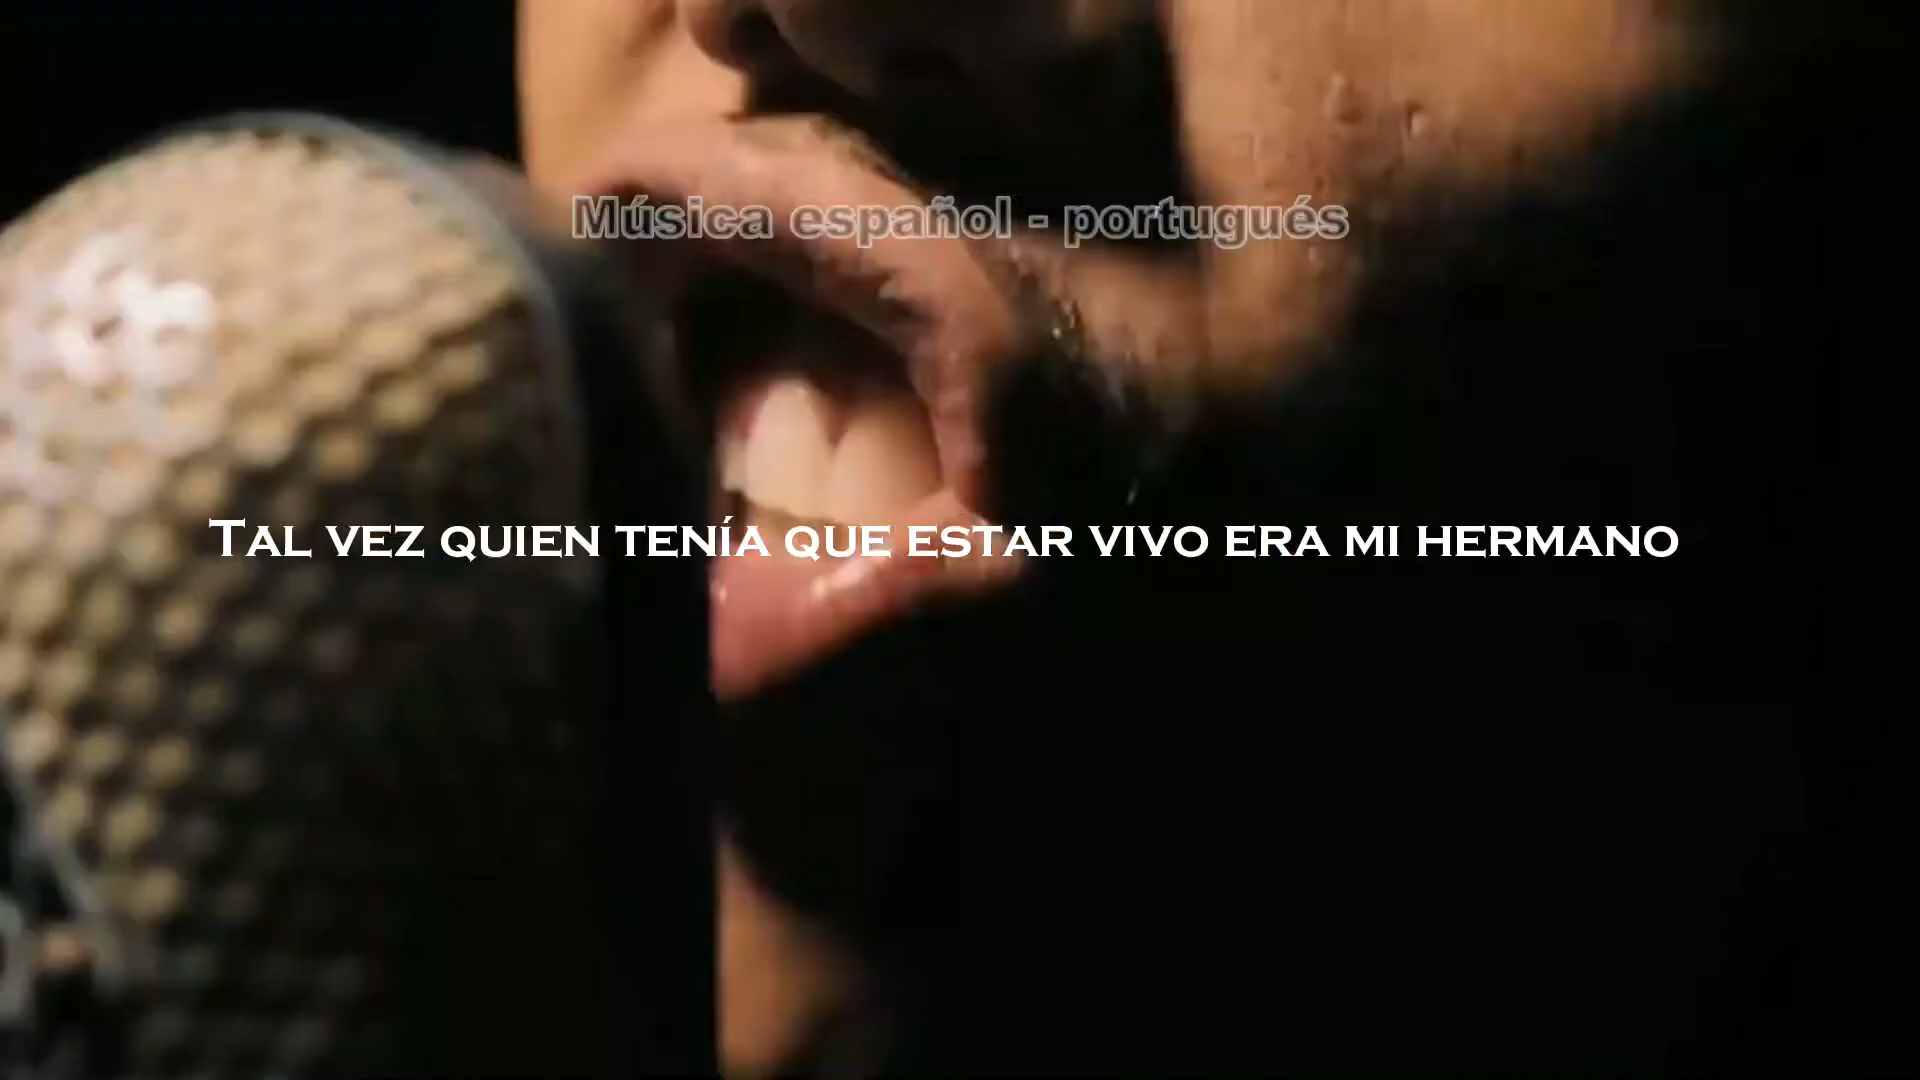 Música español - portugués
Tal vez quien tenía que estar vivo era mi hermano